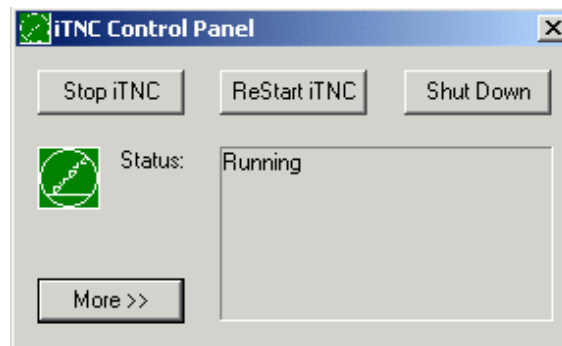 iTNC Control Panel
Stop iTNC ReStart iTNC Shut Down
Status: Running
More >>